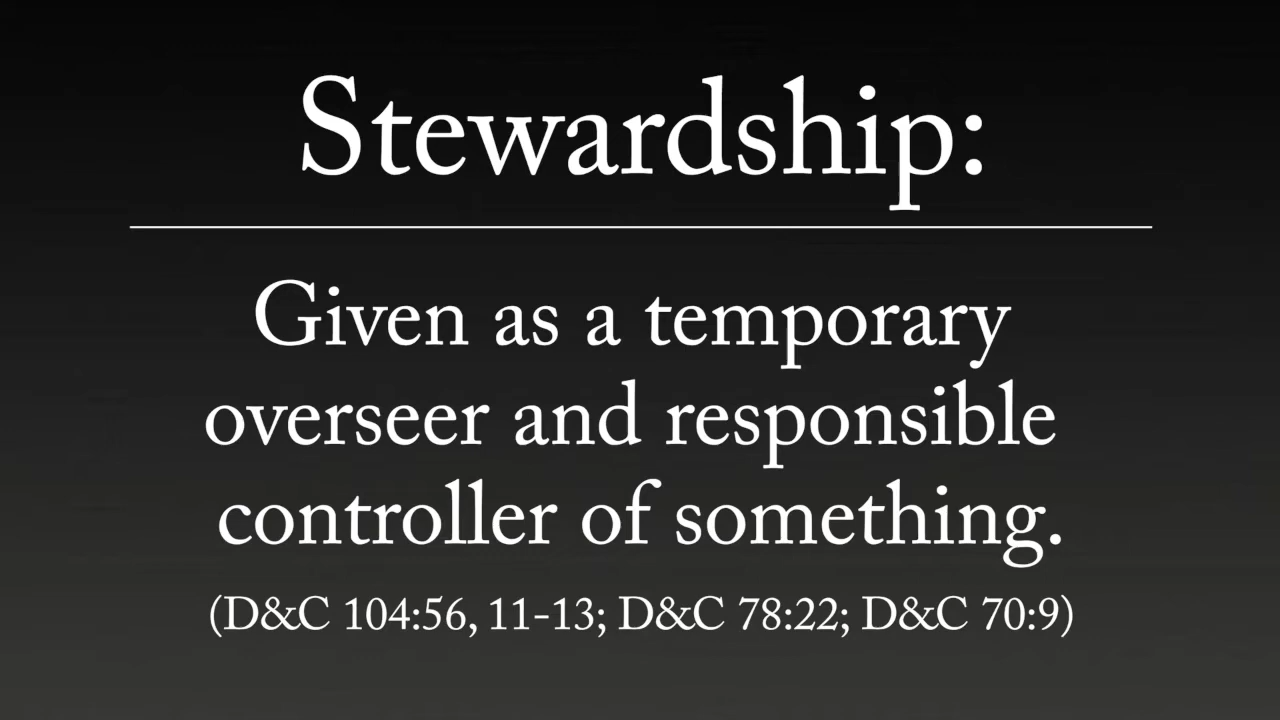 Stewardship:
Given as a temporary
overseer and responsible
controller of something.
(D&C 104:56, 11-13; D&C 78:22; D&C 70:9)